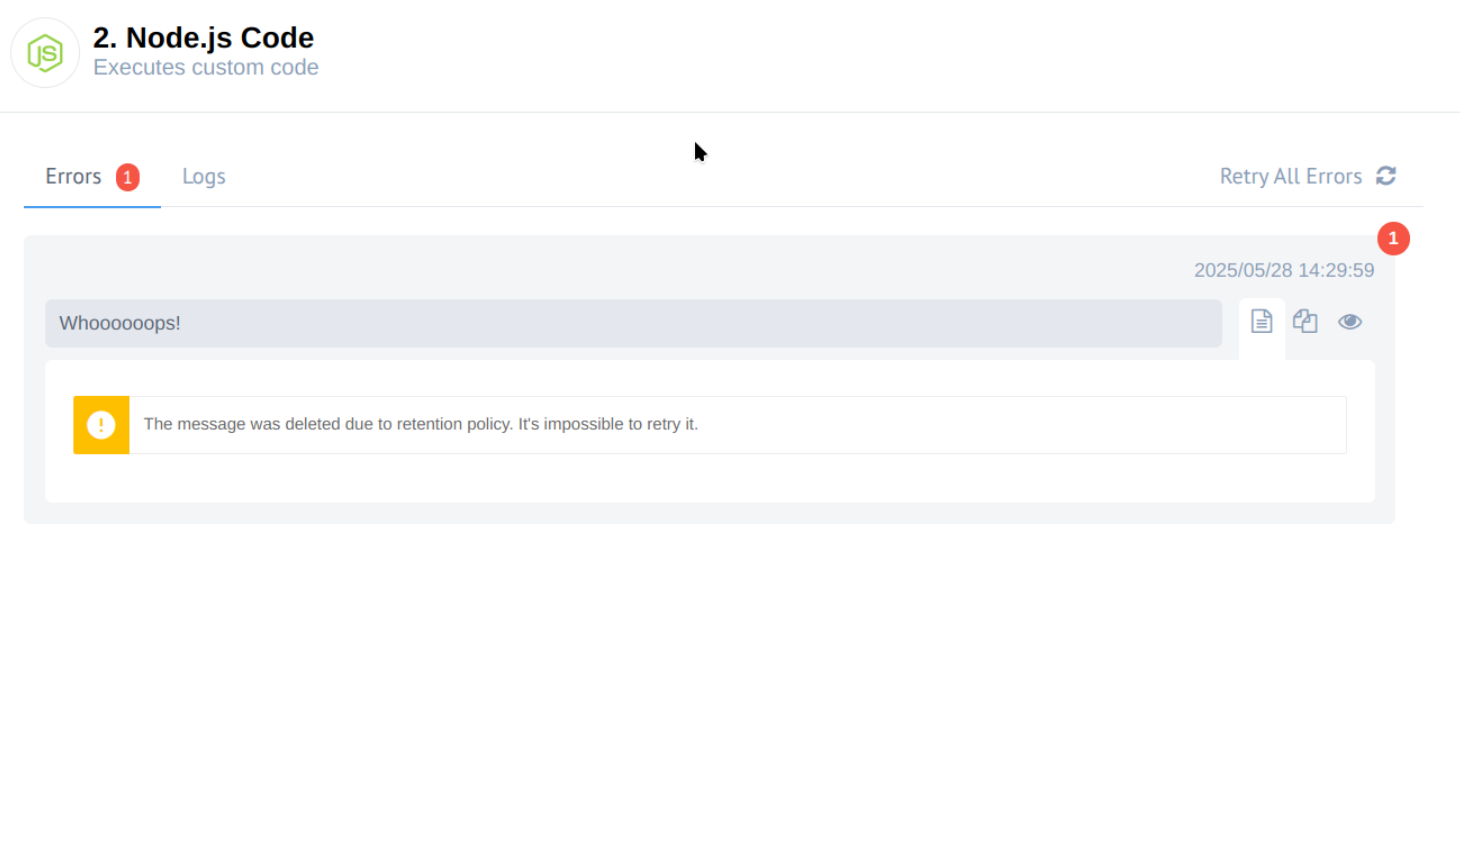 JS
2. Node.js Code
Executes custom code
Errors 1
Logs
Retry All Errors
1
2025/05/28 14:29:59
Whooooooops!
The message was deleted due to retention policy. It's impossible to retry it.